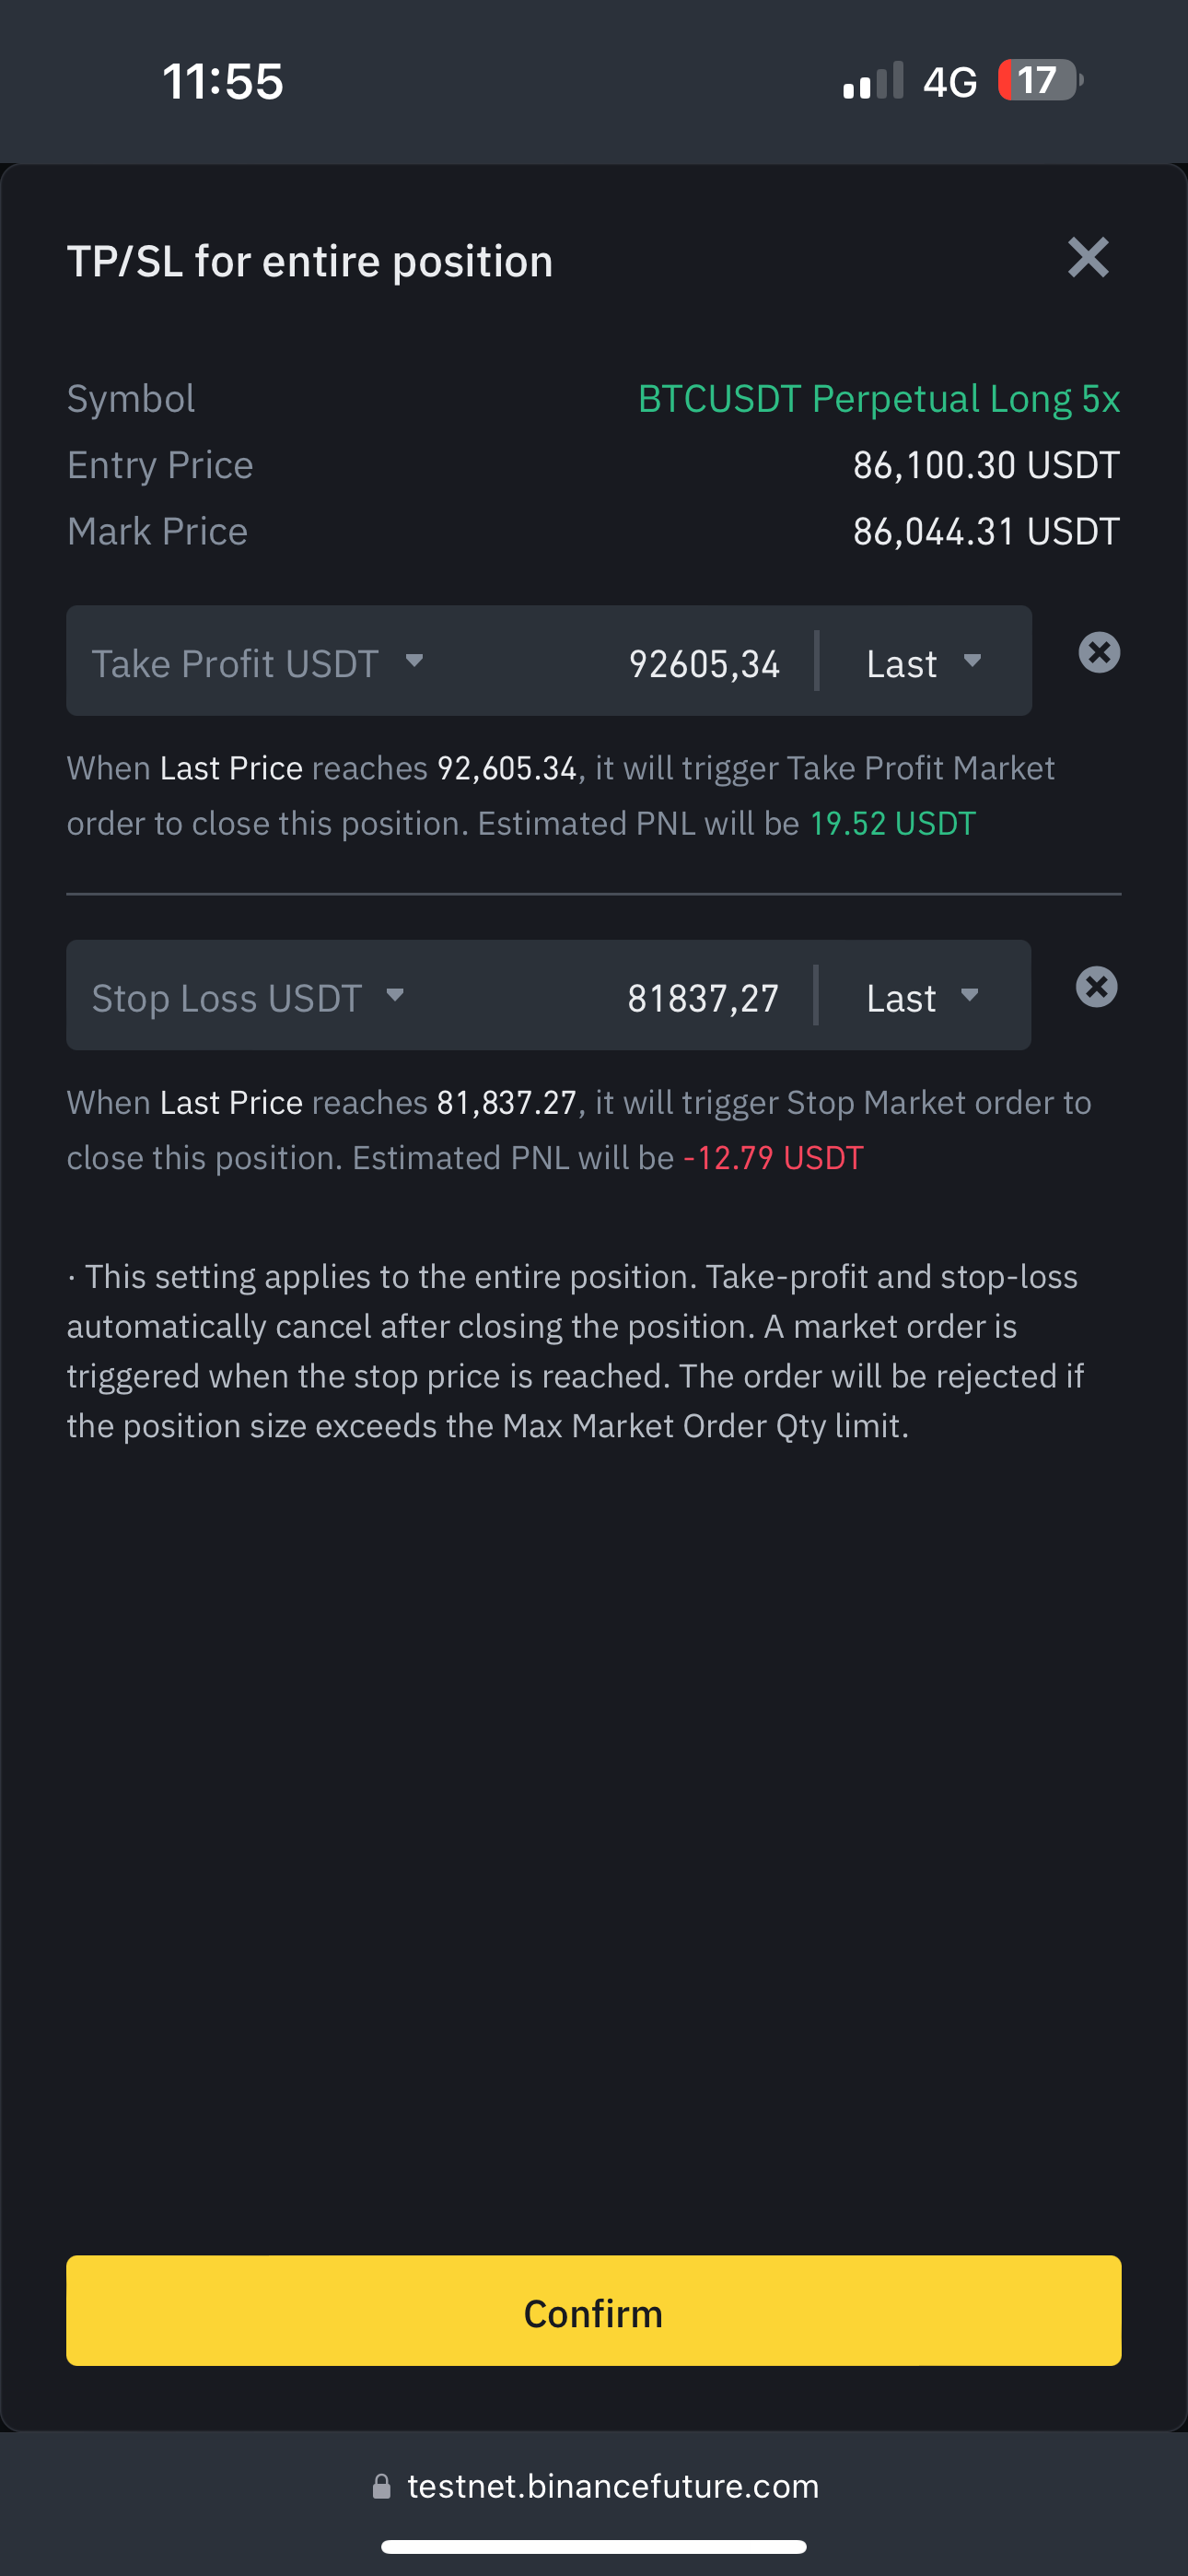 11:55
4G 17
TP/SL for entire position
Symbol BTCUSDT Perpetual Long 5x
Entry Price 86,100.30 USDT
Mark Price 86,044.31 USDT
Take Profit USDT 92605,34 Last
When Last Price reaches 92,605.34, it will trigger Take Profit Market
order to close this position. Estimated PNL will be 19.52 USDT
Stop Loss USDT 81837,27 Last
When Last Price reaches 81,837.27, it will trigger Stop Market order to
close this position. Estimated PNL will be -12.79 USDT
· This setting applies to the entire position. Take-profit and stop-loss
automatically cancel after closing the position. A market order is
triggered when the stop price is reached. The order will be rejected if
the position size exceeds the Max Market Order Qty limit.
Confirm
testnet.binancefuture.com